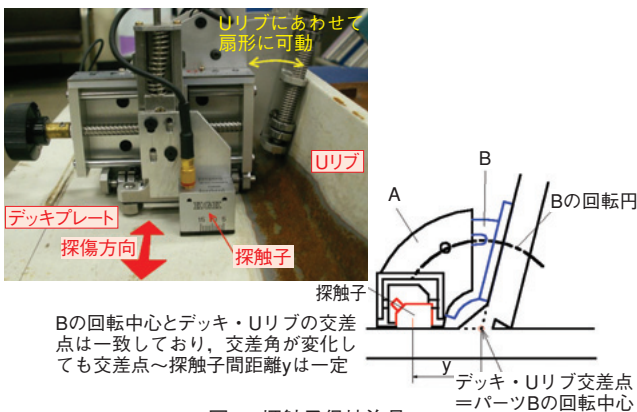 Uリブにあわせて
扇形に可動
Uリブ
デッキプレート
探傷方向
探触子
B
A
Bの回転円
探触子
Bの回転中心とデッキ・Uリブの交差
点は一致しており，交差角が変化し
ても交差点～探触子間距離yは一定
y
デッキ・Uリブ交差点
＝パーツBの回転中心